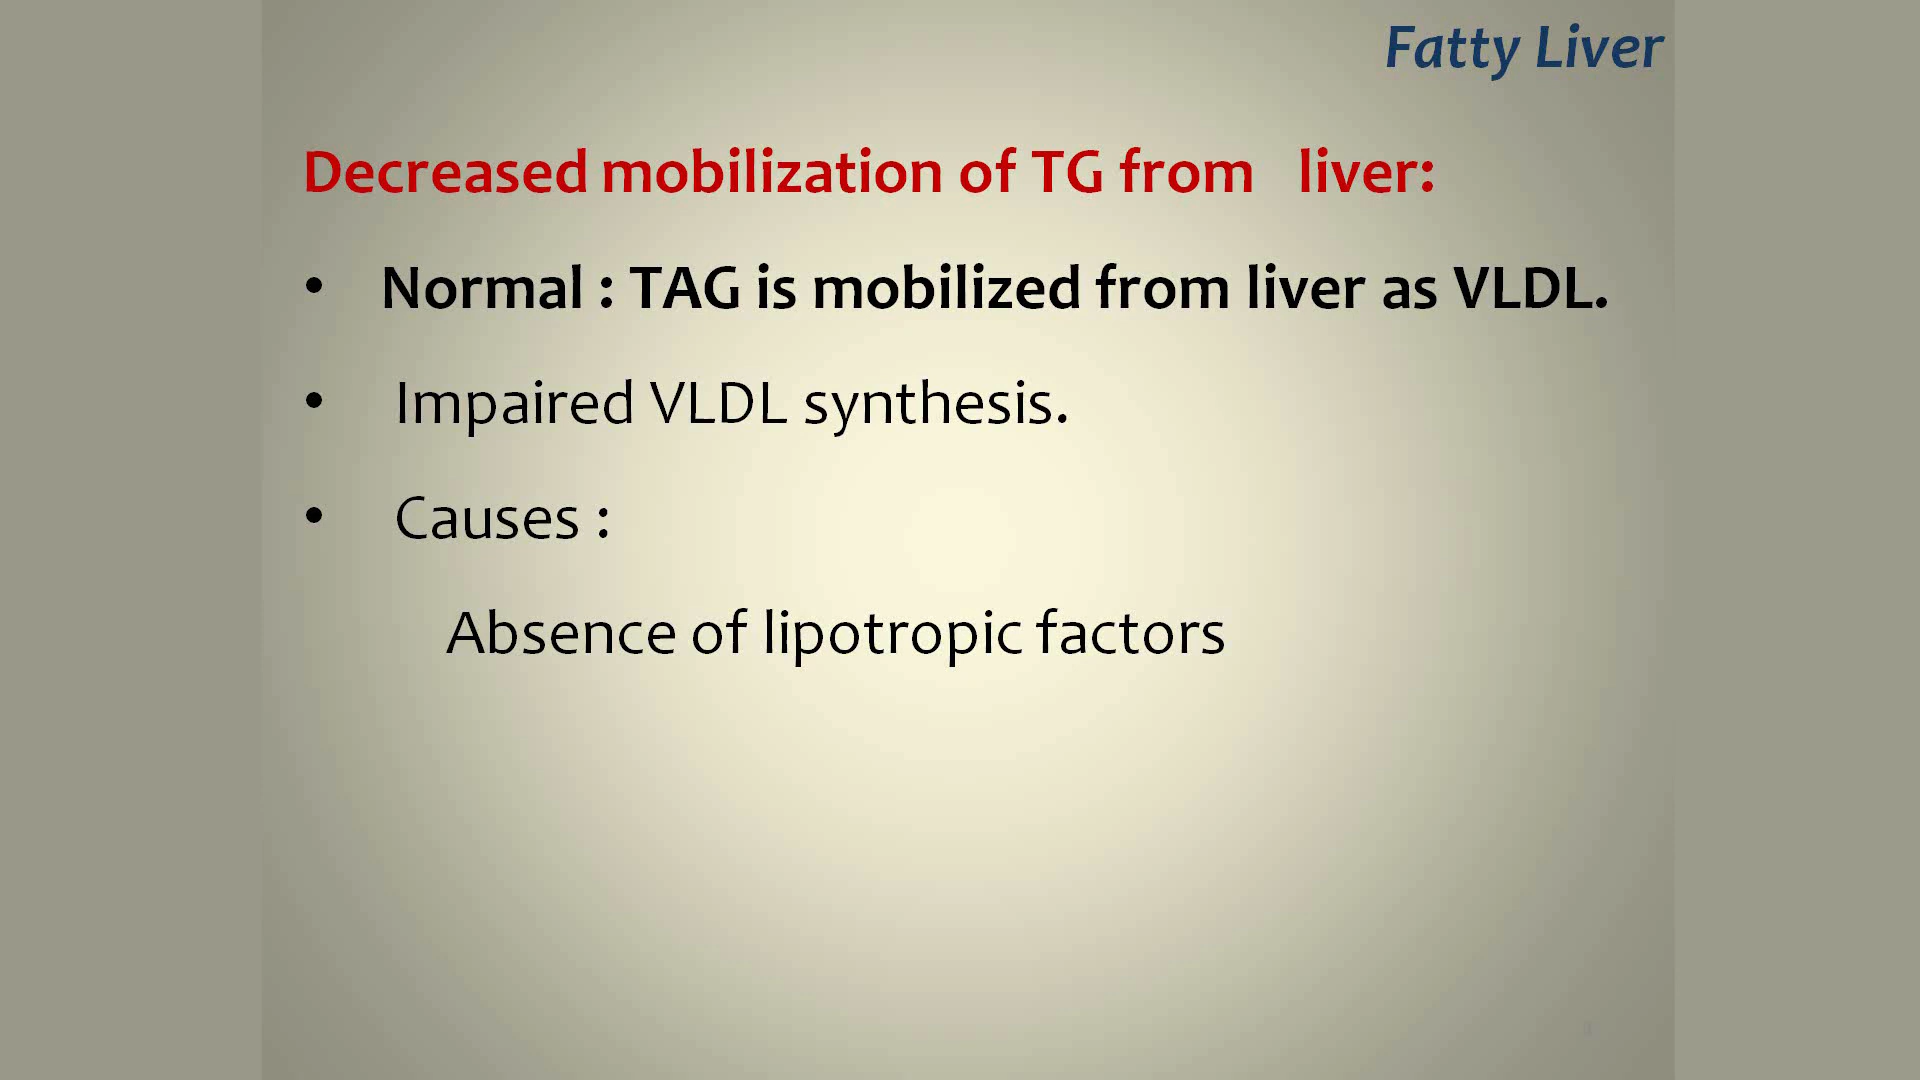 Fatty Liver
Decreased mobilization of TG from liver:
• Normal : TAG is mobilized from liver as VLDL.
• Impaired VLDL synthesis.
• Causes :
Absence of lipotropic factors